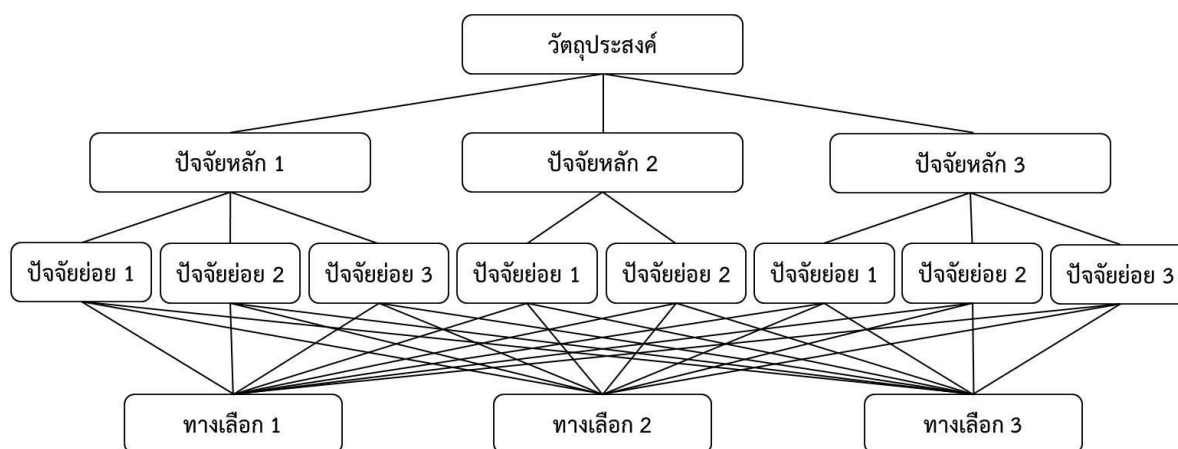 วัตถุประสงค์
ปัจจัยหลัก 1
ปัจจัยหลัก 2
ปัจจัยหลัก 3
ปัจจัยย่อย 1
ปัจจัยย่อย 2
ปัจจัยย่อย 3
ปัจจัยย่อย 1
ปัจจัยย่อย 2
ปัจจัยย่อย 1
ปัจจัยย่อย 2
ปัจจัยย่อย 3
ทางเลือก 1
ทางเลือก 2
ทางเลือก 3